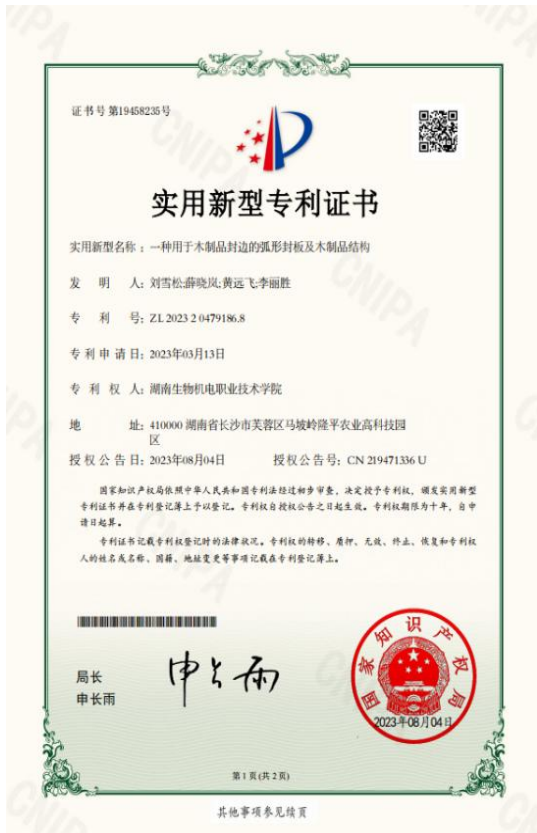 证书号第19458235号
实用新型专利证书
实用新型名称：一种用于木制品封边的弧形封板及木制品结构
发 明 人：刘雪松;薛晓岚;黄远飞;李丽胜
专 利 号：ZL 2023 2 0479186.8
专利申请日：2023年03月13日
专 利 权 人：湖南生物机电职业技术学院
地 址：410000 湖南省长沙市芙蓉区马坡岭隆平农业高科技园
区
授权公告日：2023年08月04日 授权公告号：CN 219471336 U
国家知识产权局依照中华人民共和国专利法经过初步审查，决定授予专利权，颁发实用新型
专利证书并在专利登记簿上予以登记。专利权自授权公告之日起生效。专利权期限为十年，自申
请日起算。
专利证书记载专利权登记时的法律状况。专利权的转移、质押、无效、终止、恢复和专利权
人的姓名或名称、国籍、地址变更等事项记载在专利登记簿上。
局长
申长雨
申长雨
国家知识产权局
2023年08月04日
第 1 页 (共 2 页)
其他事项参见续页
CNIPA
CNIPA
CNIPA
CNIPA